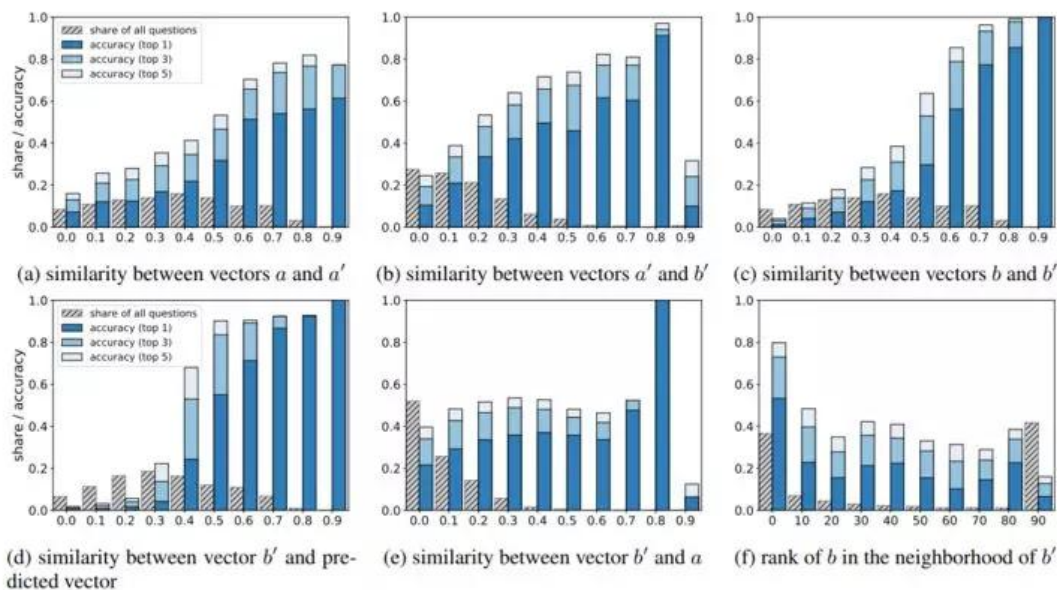 1.0
0.8
0.6
0.4
0.2
0.0
share / accuracy
share of all questions
accuracy (top 1)
accuracy (top 3)
accuracy (top 5)
0.0 0.1 0.2 0.3 0.4 0.5 0.6 0.7 0.8 0.9
(a) similarity between vectors a and a′
1.0
0.8
0.6
0.4
0.2
0.0
0.0 0.1 0.2 0.3 0.4 0.5 0.6 0.7 0.8 0.9
(b) similarity between vectors a′ and b′
1.0
0.8
0.6
0.4
0.2
0.0
0.0 0.1 0.2 0.3 0.4 0.5 0.6 0.7 0.8 0.9
(c) similarity between vectors b and b′
1.0
0.8
0.6
0.4
0.2
0.0
share / accuracy
share of all questions
accuracy (top 1)
accuracy (top 3)
accuracy (top 5)
0.0 0.1 0.2 0.3 0.4 0.5 0.6 0.7 0.8 0.9
(d) similarity between vector b′ and pre-
dicted vector
1.0
0.8
0.6
0.4
0.2
0.0
0.0 0.1 0.2 0.3 0.4 0.5 0.6 0.7 0.8 0.9
(e) similarity between vector b′ and a
1.0
0.8
0.6
0.4
0.2
0.0
0 10 20 30 40 50 60 70 80 90
(f) rank of b in the neighborhood of b′